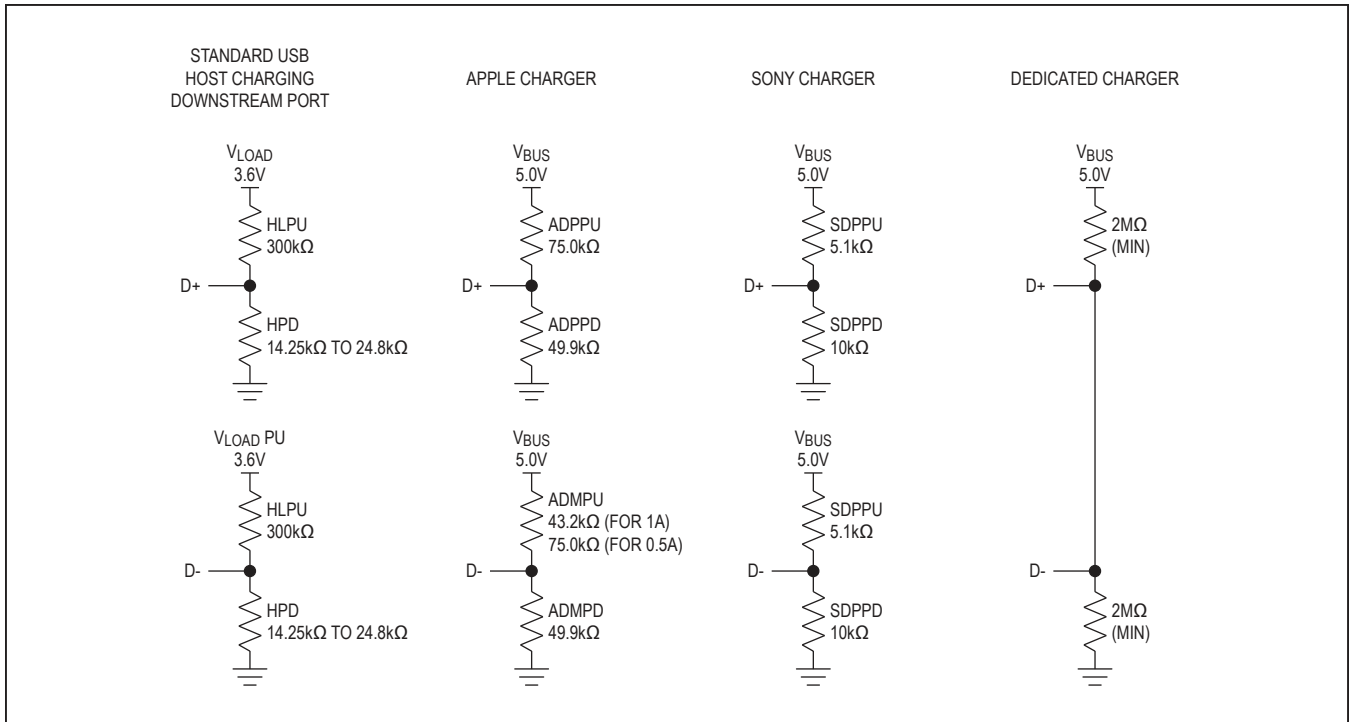 STANDARD USB
HOST CHARGING
DOWNSTREAM PORT
VLOAD
3.6V
HLPU
300kΩ
D+
HPD
14.25kΩ TO 24.8kΩ
VLOAD PU
3.6V
HLPU
300kΩ
D-
HPD
14.25kΩ TO 24.8kΩ
APPLE CHARGER
VBUS
5.0V
ADPPU
75.0kΩ
D+
ADPPD
49.9kΩ
VBUS
5.0V
ADMPU
43.2kΩ (FOR 1A)
75.0kΩ (FOR 0.5A)
D-
ADMPD
49.9kΩ
SONY CHARGER
VBUS
5.0V
SDPPU
5.1kΩ
D+
SDPPD
10kΩ
VBUS
5.0V
SDPPU
5.1kΩ
D-
SDPPD
10kΩ
DEDICATED CHARGER
VBUS
5.0V
2MΩ
(MIN)
D+
D-
2MΩ
(MIN)